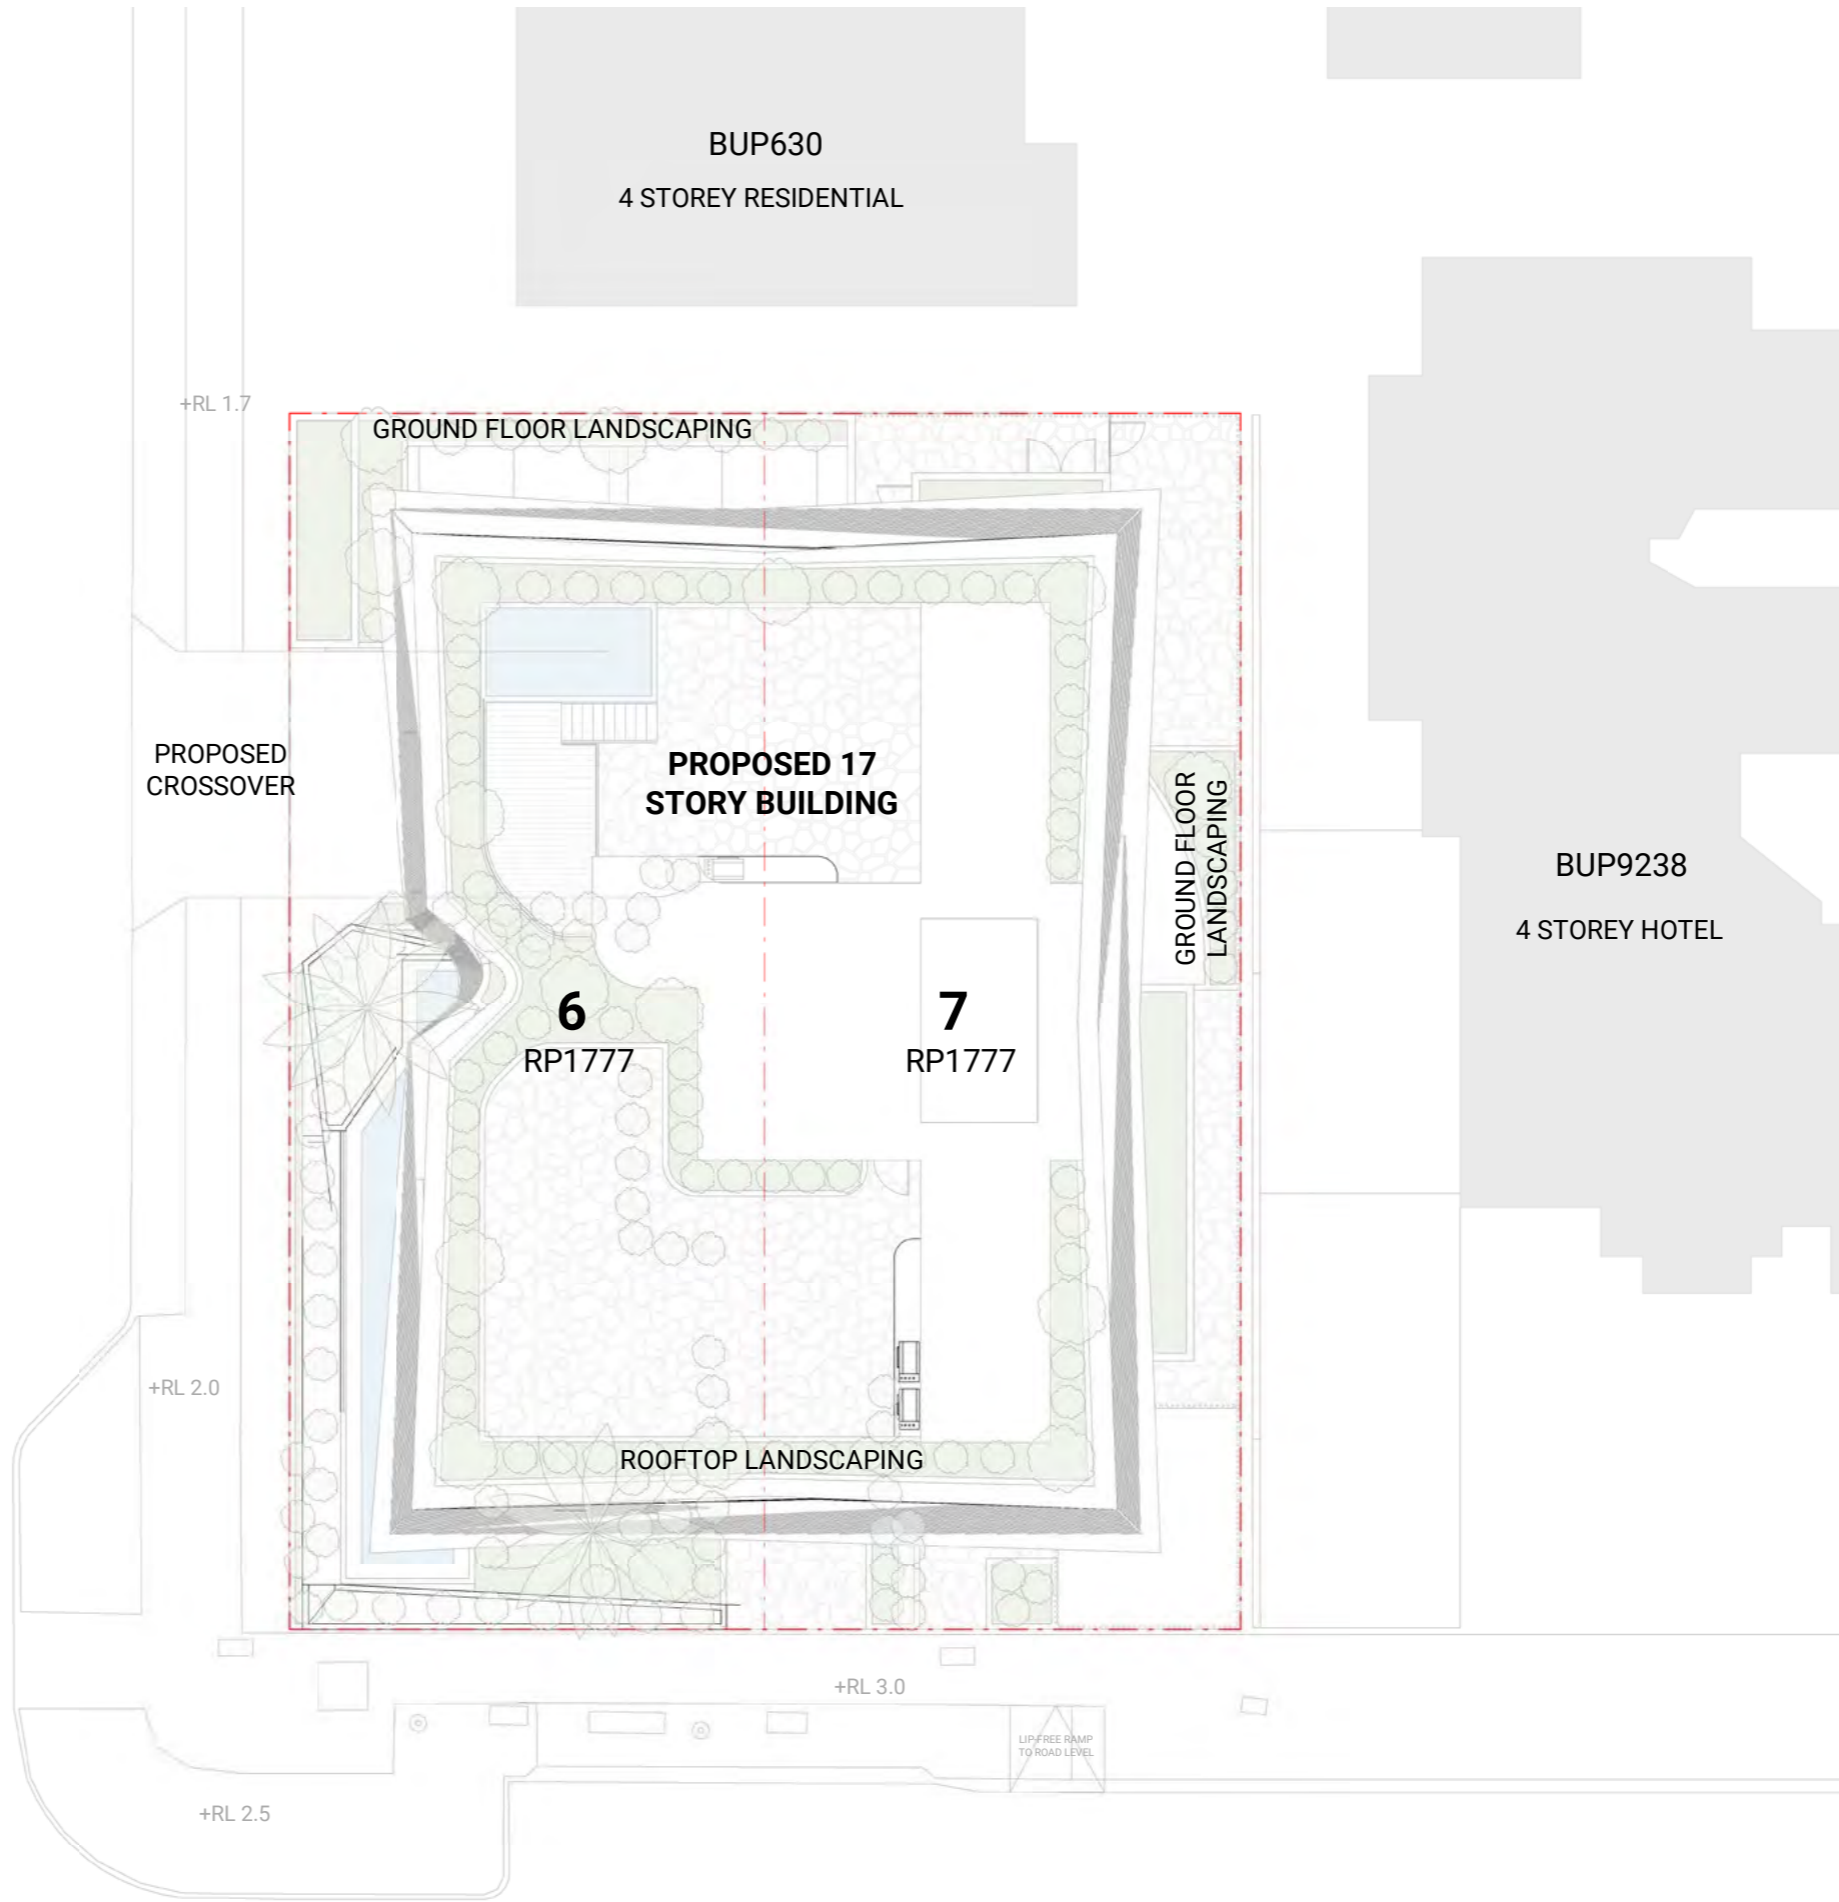 BUP630
4 STOREY RESIDENTIAL
+RL 1.7
GROUND FLOOR LANDSCAPING
PROPOSED
CROSSOVER
PROPOSED 17
STORY BUILDING
GROUND FLOOR
LANDSCAPING
BUP9238
4 STOREY HOTEL
6
RP1777
7
RP1777
+RL 2.0
ROOFTOP LANDSCAPING
+RL 3.0
LIP-FREE RAMP
TO ROAD LEVEL
+RL 2.5